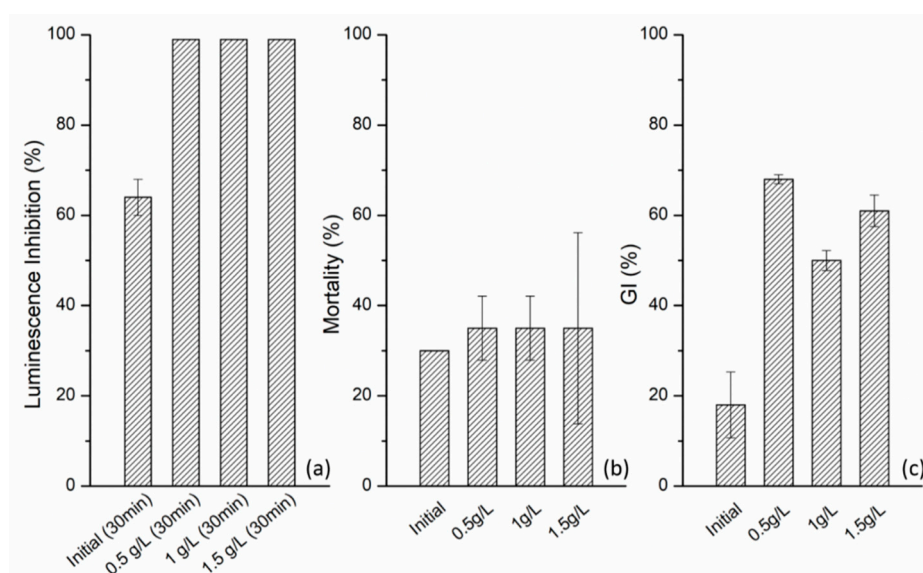 Luminescence Inhibition (%)
100
80
60
40
20
0
Initial (30min)
0.5 g/L (30min)
1 g/L (30min)
1.5 g/L (30min)
(a)
Mortality (%)
100
80
60
40
20
0
Initial
0.5g/L
1g/L
1.5g/L
(b)
GI (%)
100
80
60
40
20
0
Initial
0.5g/L
1g/L
1.5g/L
(c)